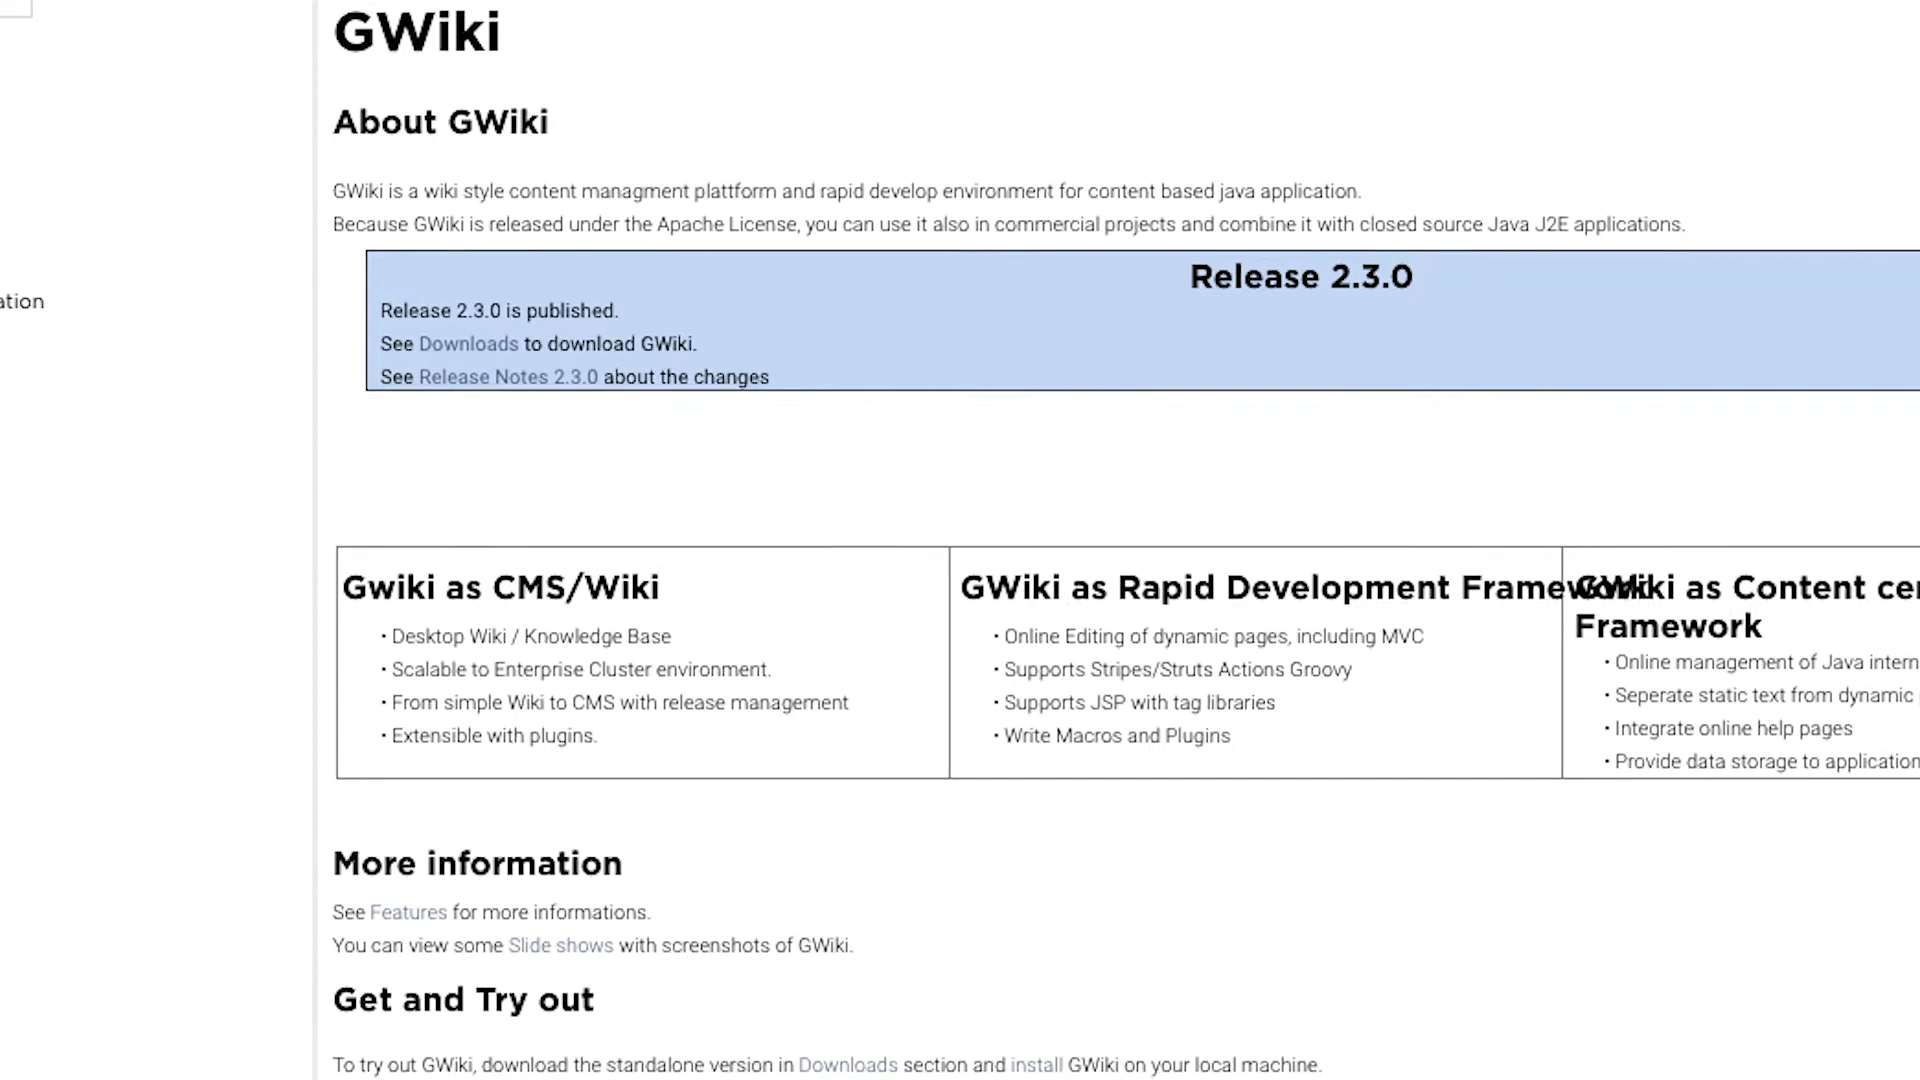 GWiki
About GWiki
GWiki is a wiki style content managment plattform and rapid develop environment for content based java application.
Because GWiki is released under the Apache License, you can use it also in commercial projects and combine it with closed source Java J2E applications.
Release 2.3.0
Release 2.3.0 is published.
See Downloads to download GWiki.
See Release Notes 2.3.0 about the changes
ation
Gwiki as CMS/Wiki
• Desktop Wiki / Knowledge Base
• Scalable to Enterprise Cluster environment.
• From simple Wiki to CMS with release management
• Extensible with plugins.
GWiki as Rapid Development Framework
• Online Editing of dynamic pages, including MVC
• Supports Stripes/Struts Actions Groovy
• Supports JSP with tag libraries
• Write Macros and Plugins
GWiki as Content cen
Framework
• Online management of Java intern
• Seperate static text from dynamic
• Integrate online help pages
• Provide data storage to application
More information
See Features for more informations.
You can view some Slide shows with screenshots of GWiki.
Get and Try out
To try out GWiki, download the standalone version in Downloads section and install GWiki on your local machine.